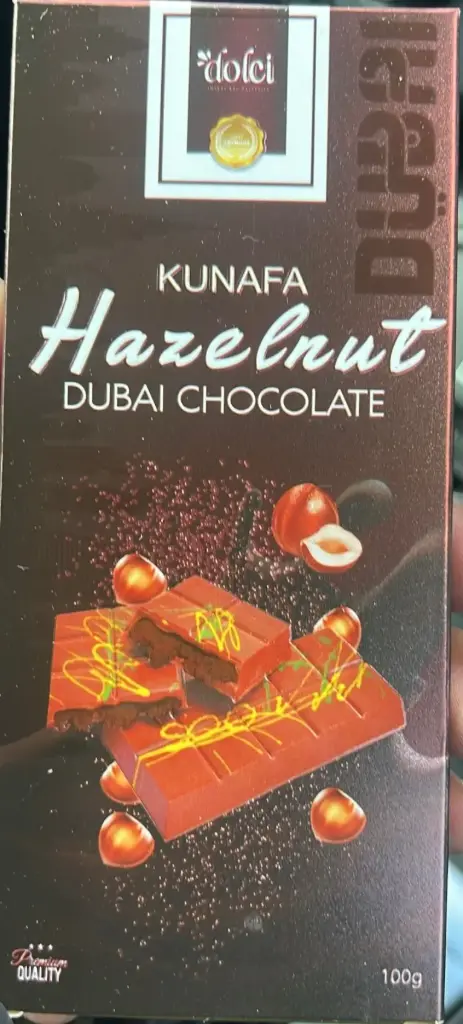 dolci
DUBAI
KUNAFA
Hazelnut
DUBAI CHOCOLATE
Premium
QUALITY
100g